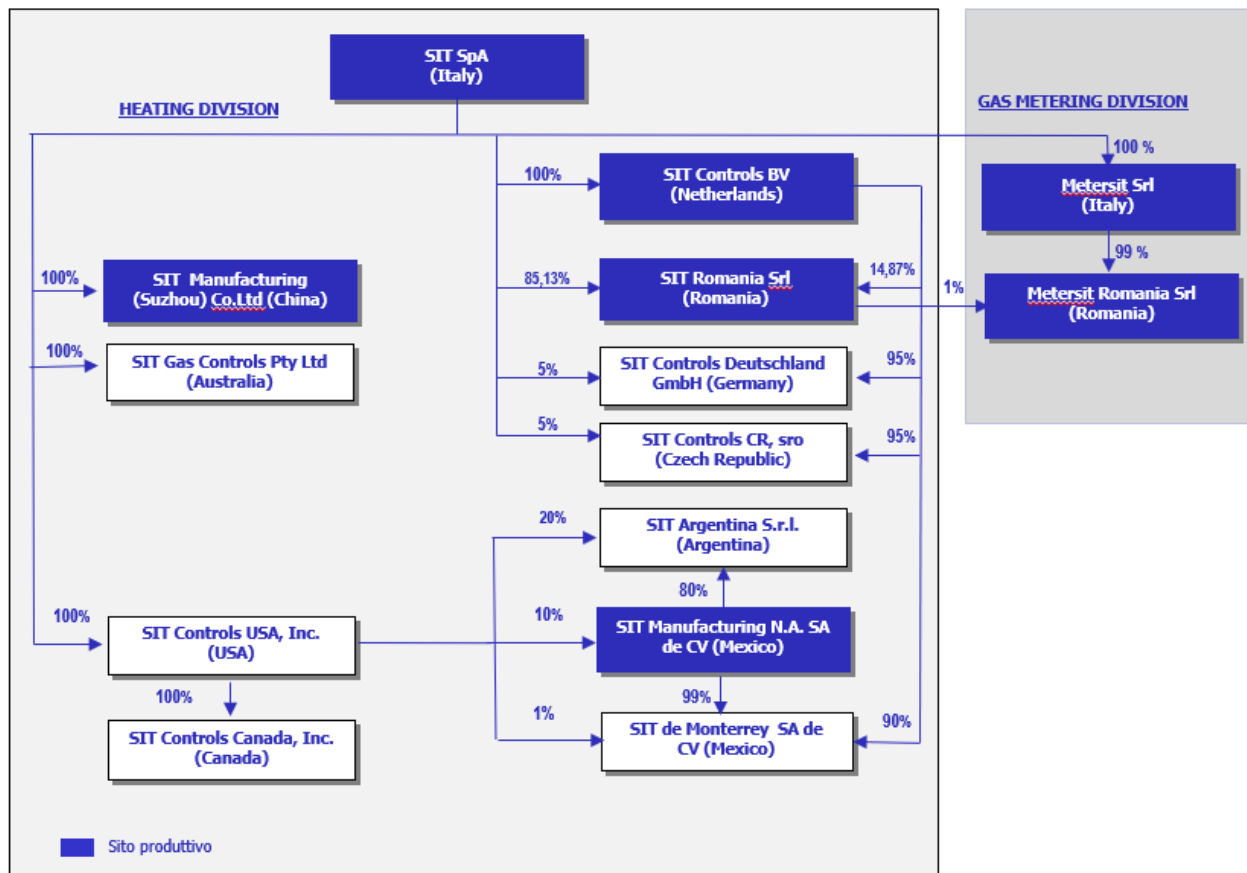 SIT SpA
(Italy)
HEATING DIVISION
GAS METERING DIVISION
100 %
100%
SIT Controls BV
(Netherlands)
Metersit Srl
(Italy)
99 %
100%
SIT Manufacturing
(Suzhou) Co.Ltd (China)
85,13%
SIT Romania Srl
(Romania)
14,87%
1%
Metersit Romania Srl
(Romania)
100%
SIT Gas Controls Pty Ltd
(Australia)
5%
SIT Controls Deutschland
GmbH (Germany)
95%
5%
SIT Controls CR, sro
(Czech Republic)
95%
20%
SIT Argentina S.r.l.
(Argentina)
80%
100%
SIT Controls USA, Inc.
(USA)
10%
SIT Manufacturing N.A. SA
de CV (Mexico)
100%
99%
SIT Controls Canada, Inc.
(Canada)
1%
SIT de Monterrey SA de
CV (Mexico)
90%
Sito produttivo